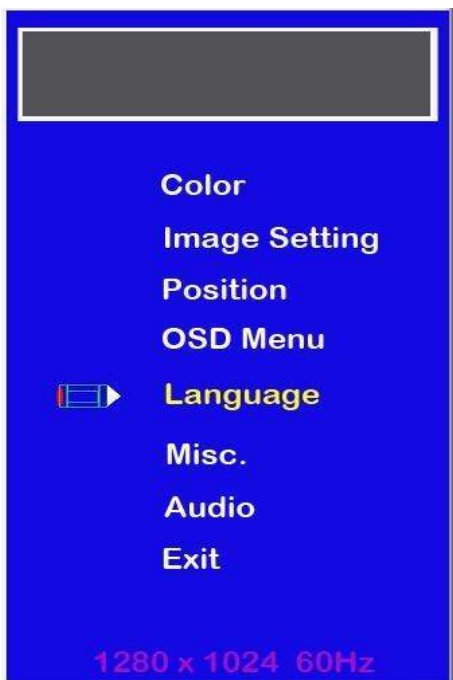 Color
Image Setting
Position
OSD Menu
Language
Misc.
Audio
Exit
1280 x 1024 60Hz